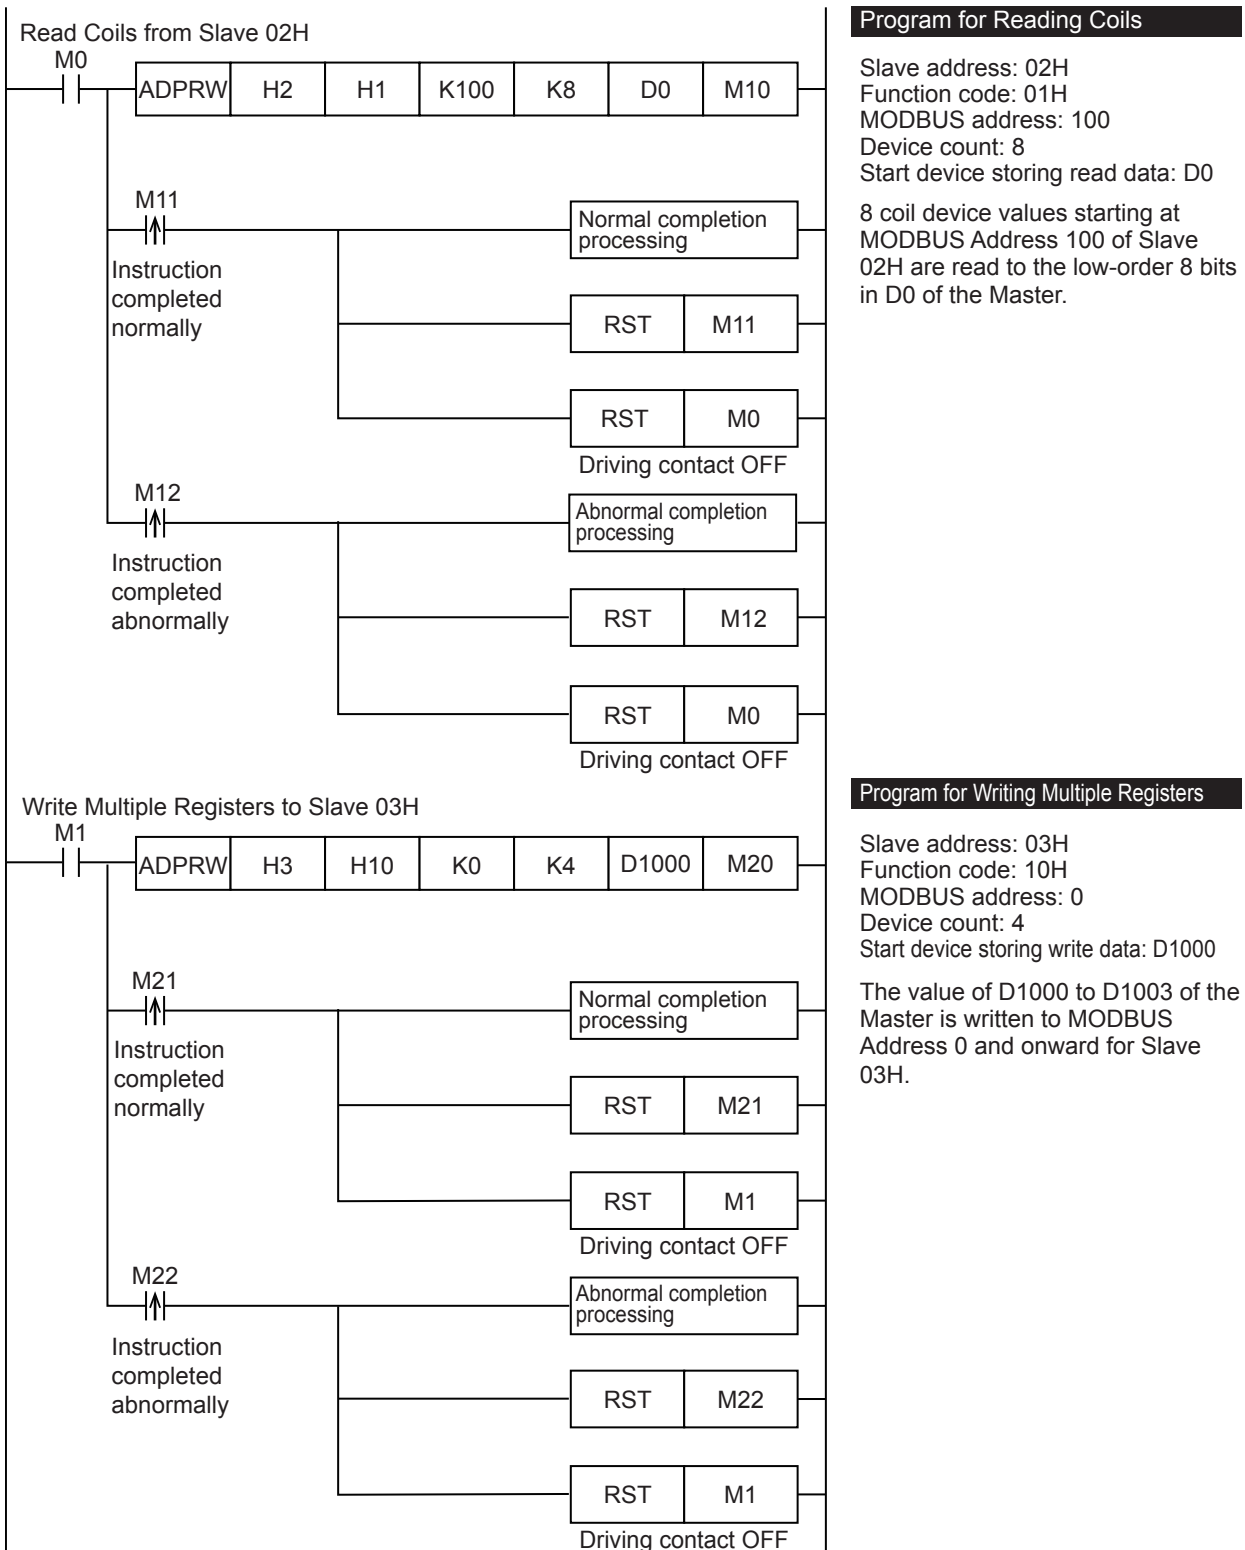 Read Coils from Slave 02H
M0
ADPRW H2 H1 K100 K8 D0 M10
M11
Instruction
completed
normally
Normal completion
processing
RST M11
RST M0
Driving contact OFF
M12
Instruction
completed
abnormally
Abnormal completion
processing
RST M12
RST M0
Driving contact OFF
Program for Reading Coils
Slave address: 02H
Function code: 01H
MODBUS address: 100
Device count: 8
Start device storing read data: D0
8 coil device values starting at
MODBUS Address 100 of Slave
02H are read to the low-order 8 bits
in D0 of the Master.
Write Multiple Registers to Slave 03H
M1
ADPRW H3 H10 K0 K4 D1000 M20
M21
Instruction
completed
normally
Normal completion
processing
RST M21
RST M1
Driving contact OFF
M22
Instruction
completed
abnormally
Abnormal completion
processing
RST M22
RST M1
Driving contact OFF
Program for Writing Multiple Registers
Slave address: 03H
Function code: 10H
MODBUS address: 0
Device count: 4
Start device storing write data: D1000
The value of D1000 to D1003 of the
Master is written to MODBUS
Address 0 and onward for Slave
03H.